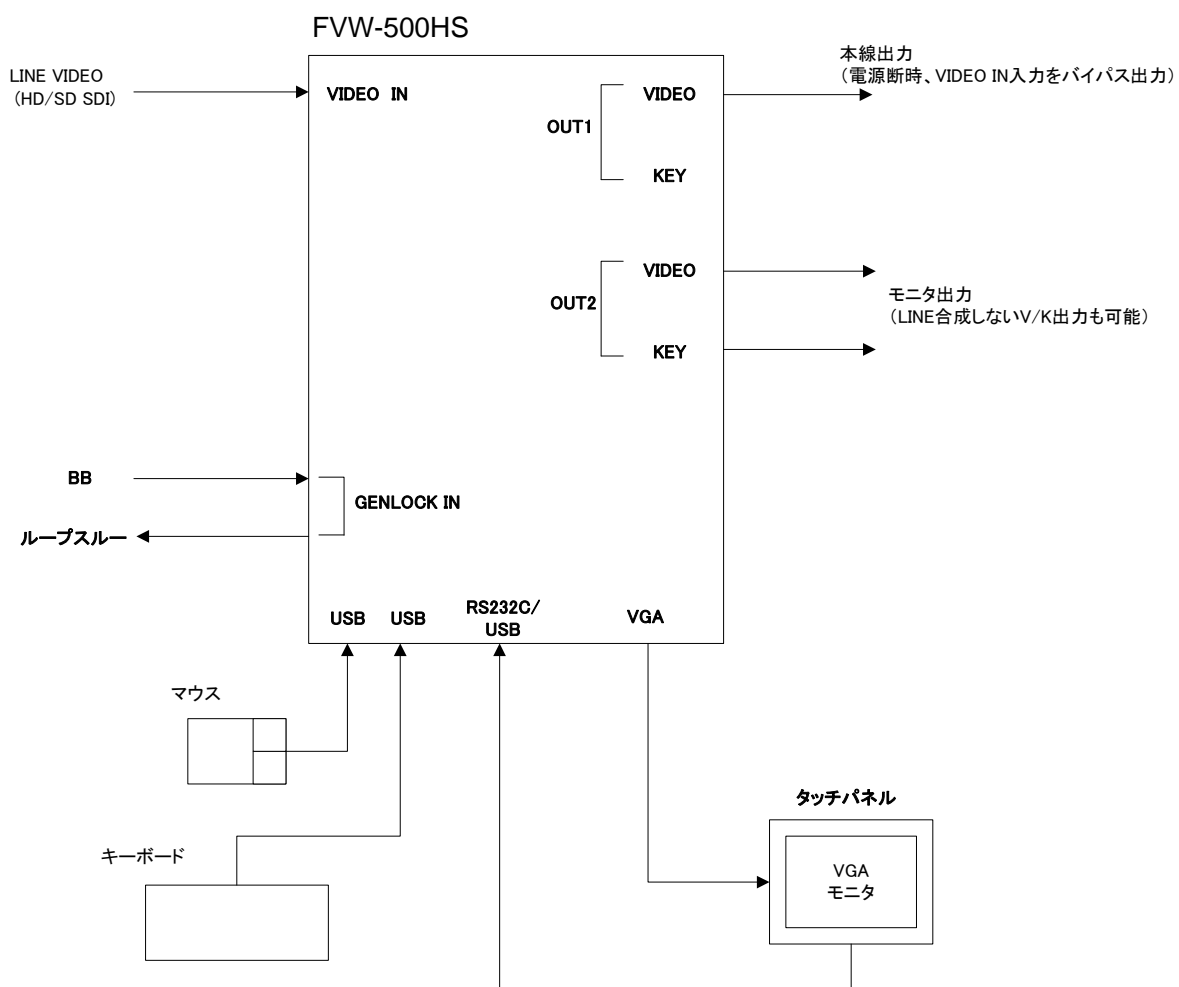 FVW-500HS
LINE VIDEO
(HD/SD SDI)
VIDEO IN
OUT1
VIDEO
KEY
本線出力
(電源断時、VIDEO IN入力をバイパス出力)
OUT2
VIDEO
KEY
モニタ出力
(LINE合成しないV/K出力も可能)
BB
ループスルー
GENLOCK IN
USB
USB
RS232C/
USB
VGA
マウス
キーボード
タッチパネル
VGA
モニタ